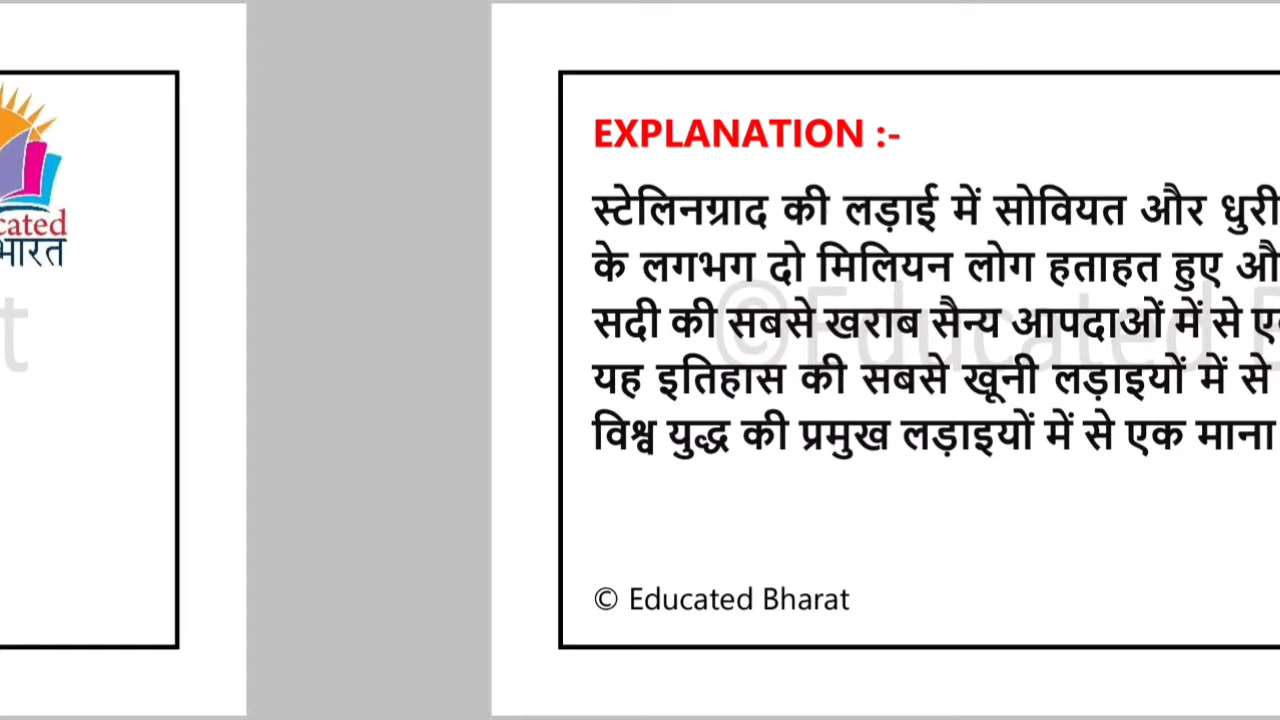 cated
भारत
t
EXPLANATION :-
स्टेलिनग्राद की लड़ाई में सोवियत और धुरी
के लगभग दो मिलियन लोग हताहत हुए औ
सदी की सबसे खराब सैन्य आपदाओं में से ए
यह इतिहास की सबसे खूनी लड़ाइयों में से
विश्व युद्ध की प्रमुख लड़ाइयों में से एक माना
©Educated B
© Educated Bharat